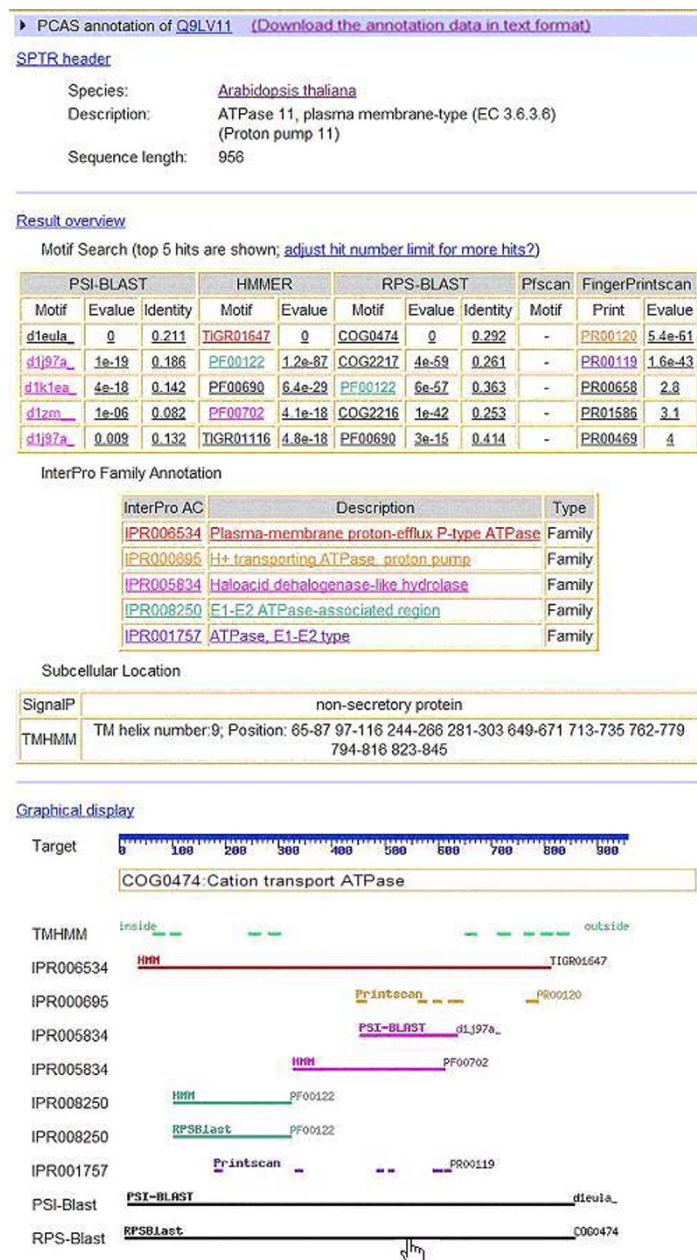 PCAS annotation of Q9LV11 (Download the annotation data in text format)
SPTR header
Species: Arabidopsis thaliana
Description: ATPase 11, plasma membrane-type (EC 3.6.3.6)
(Proton pump 11)
Sequence length: 956
Result overview
Motif Search (top 5 hits are shown; adjust hit number limit for more hits?)
PSI-BLAST HMMER RPS-BLAST Pfscan FingerPrintscan
Motif Evalue Identity Motif Evalue Motif Evalue Identity Motif Print Evalue
d1eula_ 0 0.211 TIGR01647 0 COG0474 0 0.292 - PR00120 5.4e-61
d1j97a_ 1e-19 0.186 PF00122 1.2e-87 COG2217 4e-59 0.261 - PR00119 1.6e-43
d1k1ea_ 4e-18 0.142 PF00690 6.4e-29 PF00122 6e-57 0.363 - PR00658 2.8
d1zrn__ 1e-06 0.082 PF00702 4.1e-18 COG2216 1e-42 0.253 - PR01586 3.1
d1j97a_ 0.009 0.132 TIGR01116 4.8e-18 PF00690 3e-15 0.414 - PR00469 4
InterPro Family Annotation
InterPro AC Description Type
IPR006534 Plasma-membrane proton-efflux P-type ATPase Family
IPR000695 H+ transporting ATPase, proton pump Family
IPR005834 Haloacid dehalogenase-like hydrolase Family
IPR008250 E1-E2 ATPase-associated region Family
IPR001757 ATPase, E1-E2 type Family
Subcellular Location
SignalP non-secretory protein
TMHMM TM helix number:9; Position: 65-87 97-116 244-266 281-303 649-671 713-735 762-779
794-816 823-845
Graphical display
Target 0 100 200 300 400 500 600 700 800 900
COG0474:Cation transport ATPase
TMHMM inside outside
IPR006534 HMM TIGR01647
IPR000695 Printscan PR00120
IPR005834 PSI-BLAST d1j97a_
IPR005834 HMM PF00702
IPR008250 HMM PF00122
IPR008250 RPSBlast PF00122
IPR001757 Printscan PR00119
PSI-Blast PSI-BLAST d1eula_
RPS-Blast RPSBlast COG0474